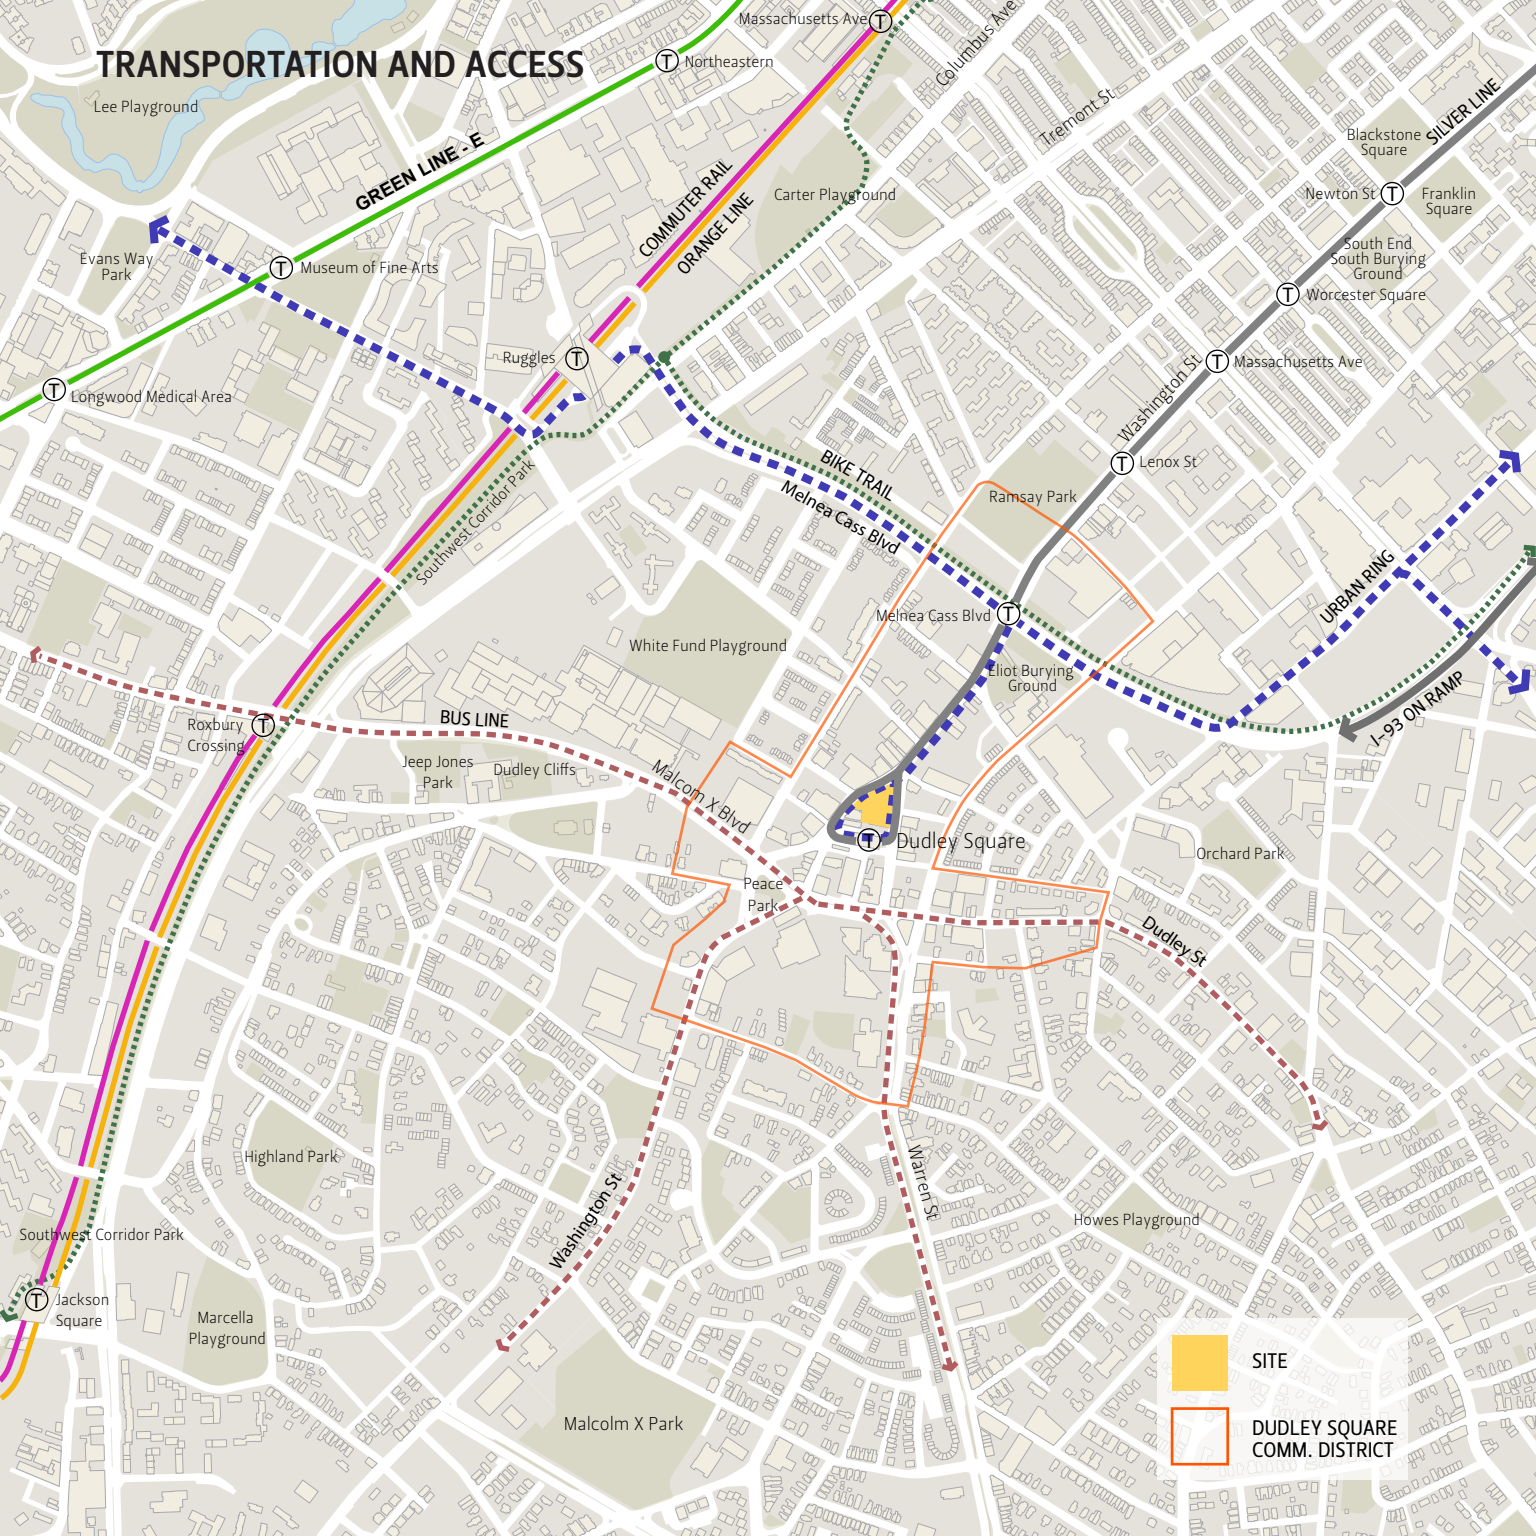 TRANSPORTATION AND ACCESS
Massachusetts Ave
T
Columbus Ave
T
Northeastern
Lee Playground
Tremont St
SILVER LINE
Blackstone
Square
GREEN LINE - E
COMMUTER RAIL
ORANGE LINE
Carter Playground
Newton St
T
Franklin
Square
Evans Way
Park
T
Museum of Fine Arts
South End
South Burying
Ground
T
Worcester Square
Ruggles
T
T
Massachusetts Ave
Washington St
T
Longwood Medical Area
BIKE TRAIL
Melnea Cass Blvd
T
Lenox St
Ramsay Park
Southwest Corridor Park
URBAN RING
Melnea Cass Blvd
T
White Fund Playground
Eliot Burying
Ground
I-93 ON RAMP
Roxbury
Crossing
T
BUS LINE
Jeep Jones
Park
Dudley Cliffs
Malcom X Blvd
T
Dudley Square
Orchard Park
Peace
Park
Dudley St
Highland Park
Warren St
Washington St
Howes Playground
Southwest Corridor Park
T
Jackson
Square
Marcella
Playground
Malcolm X Park
SITE
DUDLEY SQUARE
COMM. DISTRICT